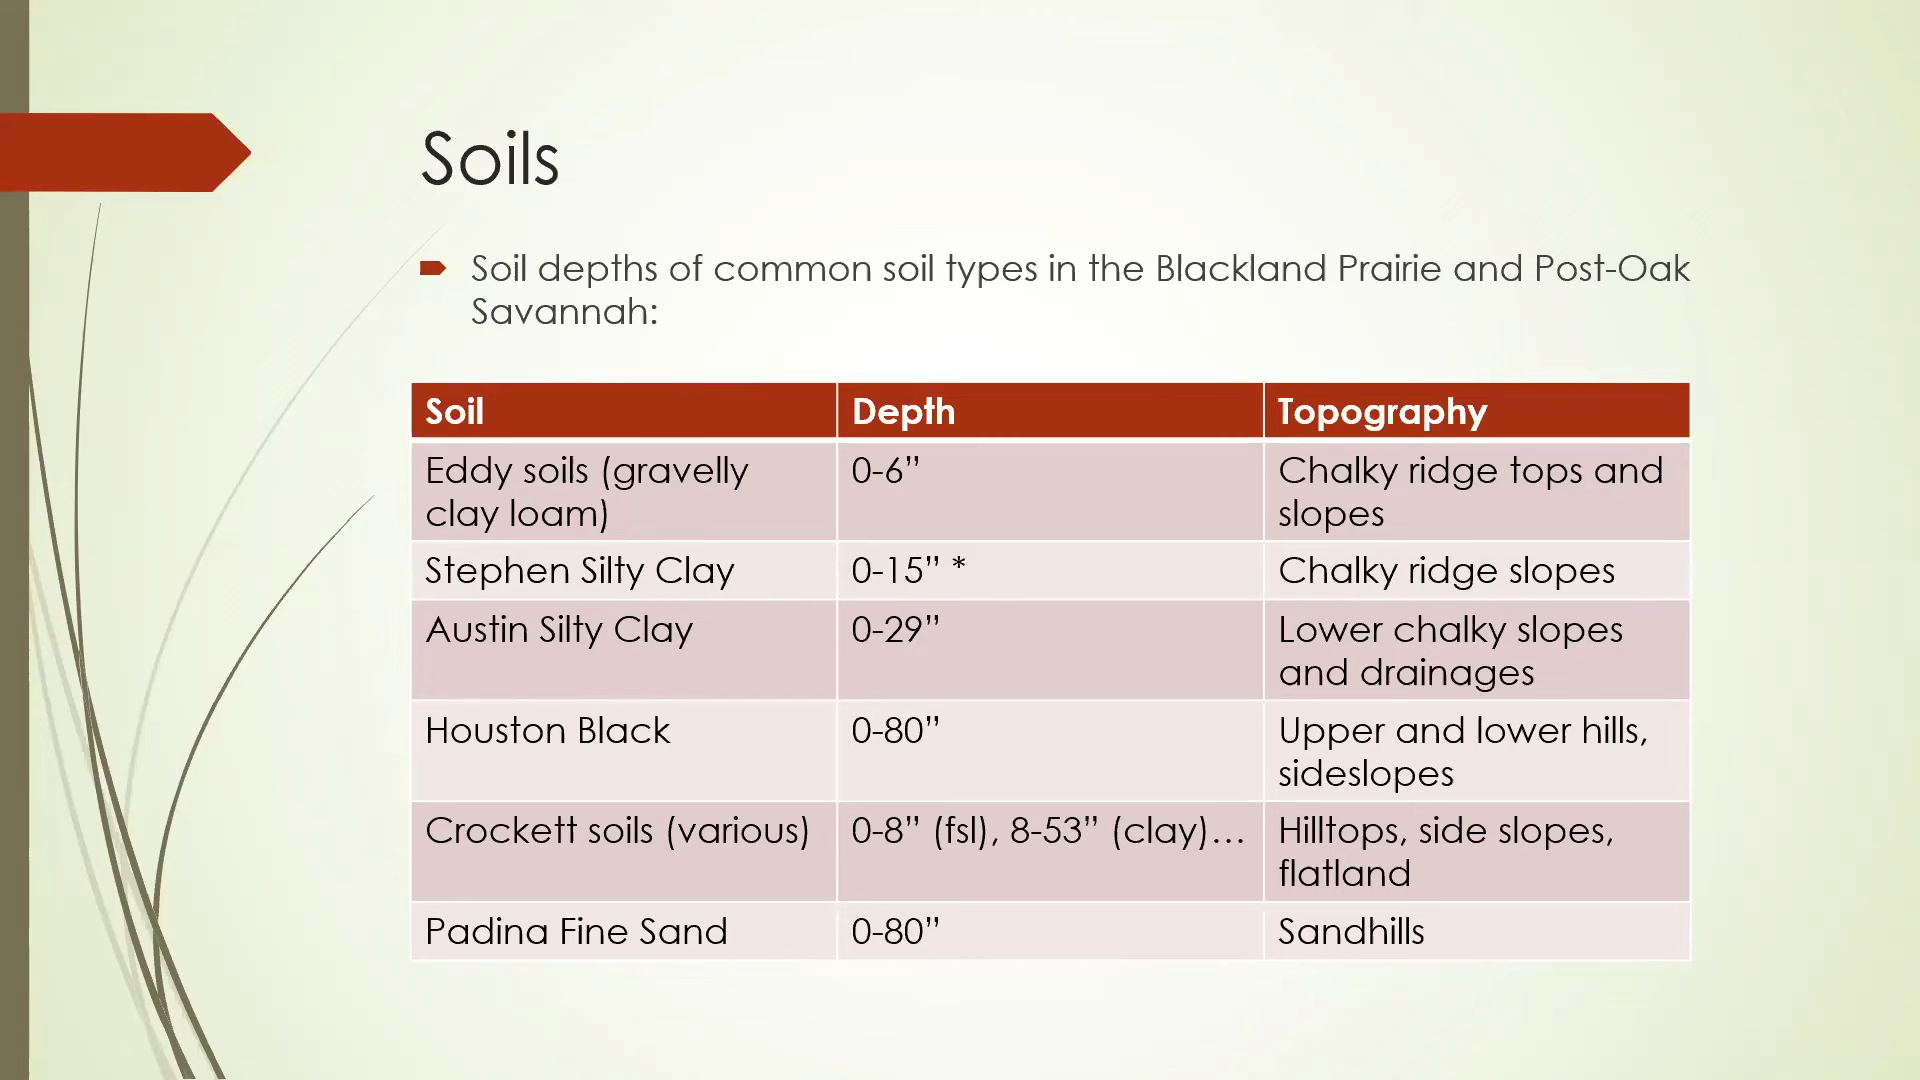 Soils
Soil depths of common soil types in the Blackland Prairie and Post-Oak
Savannah:
Soil Depth Topography
Eddy soils (gravelly 0-6” Chalky ridge tops and
clay loam) slopes
Stephen Silty Clay 0-15” * Chalky ridge slopes
Austin Silty Clay 0-29” Lower chalky slopes
and drainages
Houston Black 0-80” Upper and lower hills,
sideslopes
Crockett soils (various) 0-8” (fsl), 8-53” (clay)… Hilltops, side slopes,
flatland
Padina Fine Sand 0-80” Sandhills